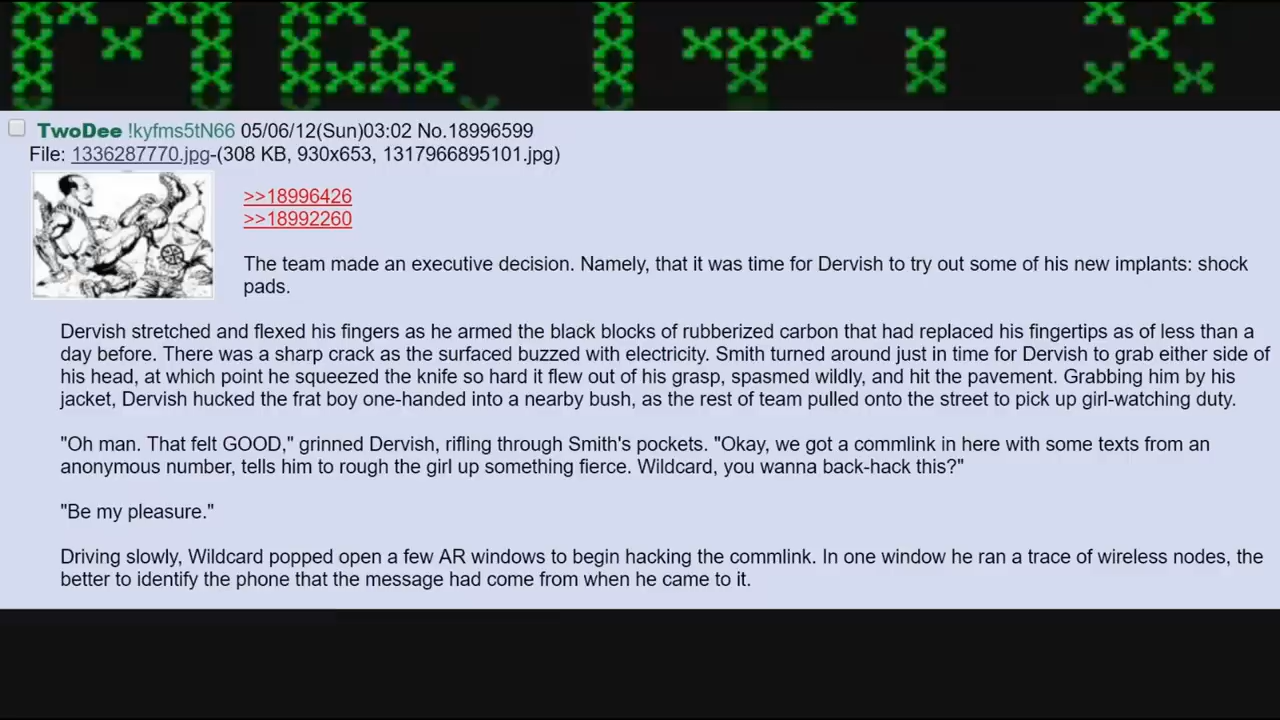 TwoDee !kyfms5tN66 05/06/12(Sun)03:02 No.18996599
File: 1336287770.jpg-(308 KB, 930x653, 1317966895101.jpg)
>>18996426
>>18992260
The team made an executive decision. Namely, that it was time for Dervish to try out some of his new implants: shock
pads.
Dervish stretched and flexed his fingers as he armed the black blocks of rubberized carbon that had replaced his fingertips as of less than a
day before. There was a sharp crack as the surfaced buzzed with electricity. Smith turned around just in time for Dervish to grab either side of
his head, at which point he squeezed the knife so hard it flew out of his grasp, spasmed wildly, and hit the pavement. Grabbing him by his
jacket, Dervish hucked the frat boy one-handed into a nearby bush, as the rest of team pulled onto the street to pick up girl-watching duty.
"Oh man. That felt GOOD," grinned Dervish, rifling through Smith's pockets. "Okay, we got a commlink in here with some texts from an
anonymous number, tells him to rough the girl up something fierce. Wildcard, you wanna back-hack this?"
"Be my pleasure."
Driving slowly, Wildcard popped open a few AR windows to begin hacking the commlink. In one window he ran a trace of wireless nodes, the
better to identify the phone that the message had come from when he came to it.